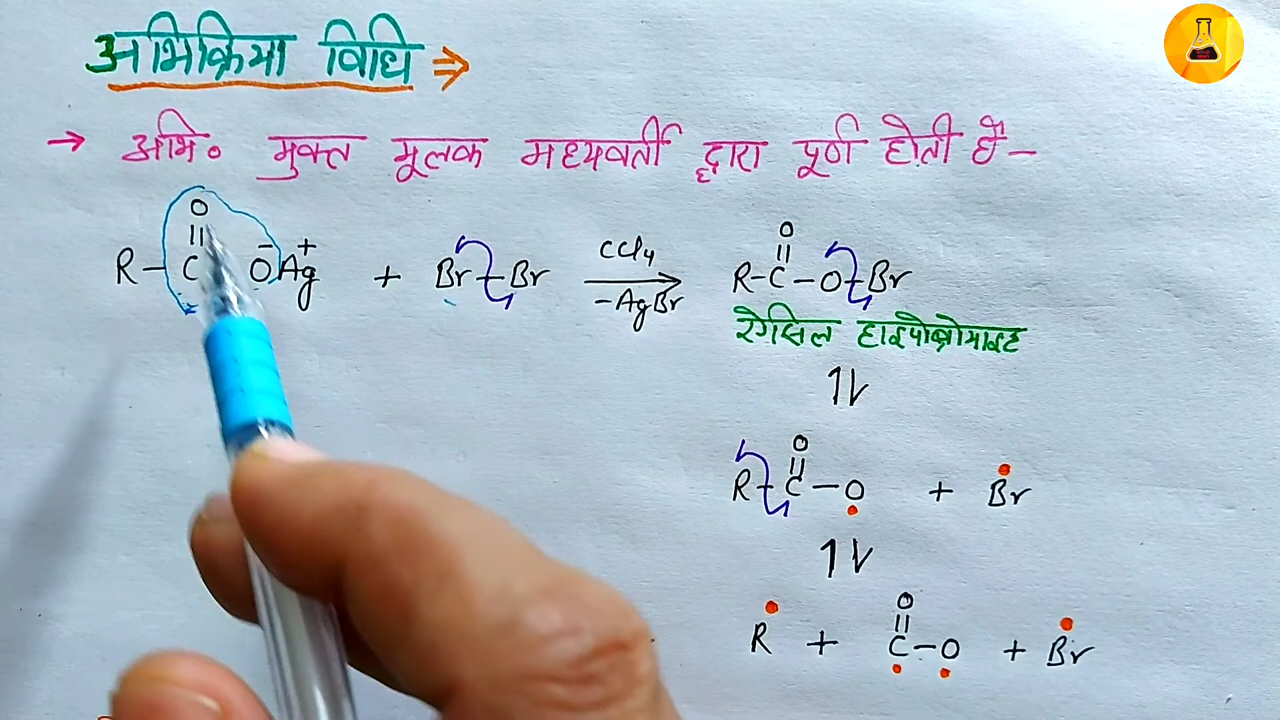 अभिक्रिया विधि ⇒
→ अभि० मुक्त मूलक मध्यवर्ती द्वारा पूर्ण होती है –
O
||
R – C O⁻ Ag⁺ + Br – Br
CCl₄
→
– AgBr
O
||
R – C – O – Br
ऐसिल हाइपोब्रोमाइट
O
||
R – C – O• + Br•
O
||
R• + •C – O• + Br•